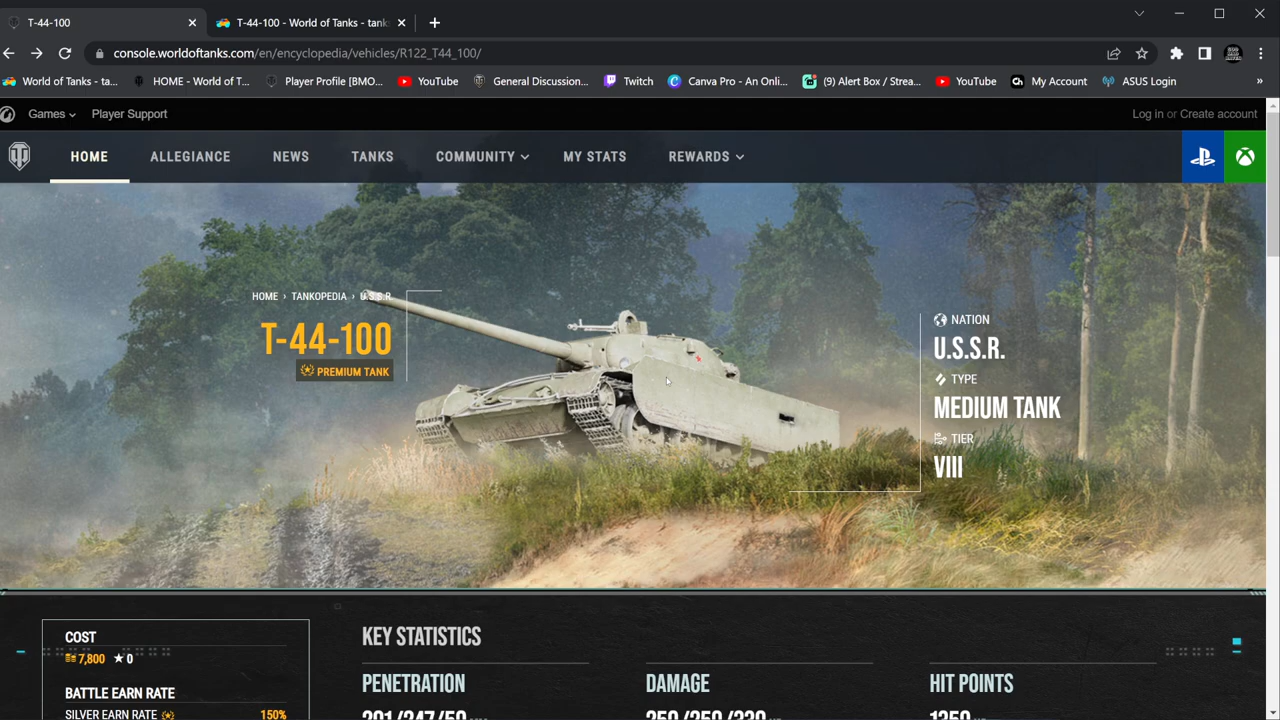 T-44-100
T-44-100 - World of Tanks - tank
console.worldoftanks.com/en/encyclopedia/vehicles/R122_T44_100/
World of Tanks - ta...
HOME - World of T...
Player Profile [BMO...
YouTube
General Discussion...
Twitch
Canva Pro - An Onli...
(9) Alert Box / Strea...
YouTube
My Account
ASUS Login
»
Games
Player Support
Log in or Create account
HOME
ALLEGIANCE
NEWS
TANKS
COMMUNITY
MY STATS
REWARDS
HOME › TANKOPEDIA › U.S.S.R.
T-44-100
PREMIUM TANK
NATION
U.S.S.R.
TYPE
MEDIUM TANK
TIER
VIII
COST
7,800 ★ 0
BATTLE EARN RATE
SILVER EARN RATE 150%
KEY STATISTICS
PENETRATION
DAMAGE
HIT POINTS